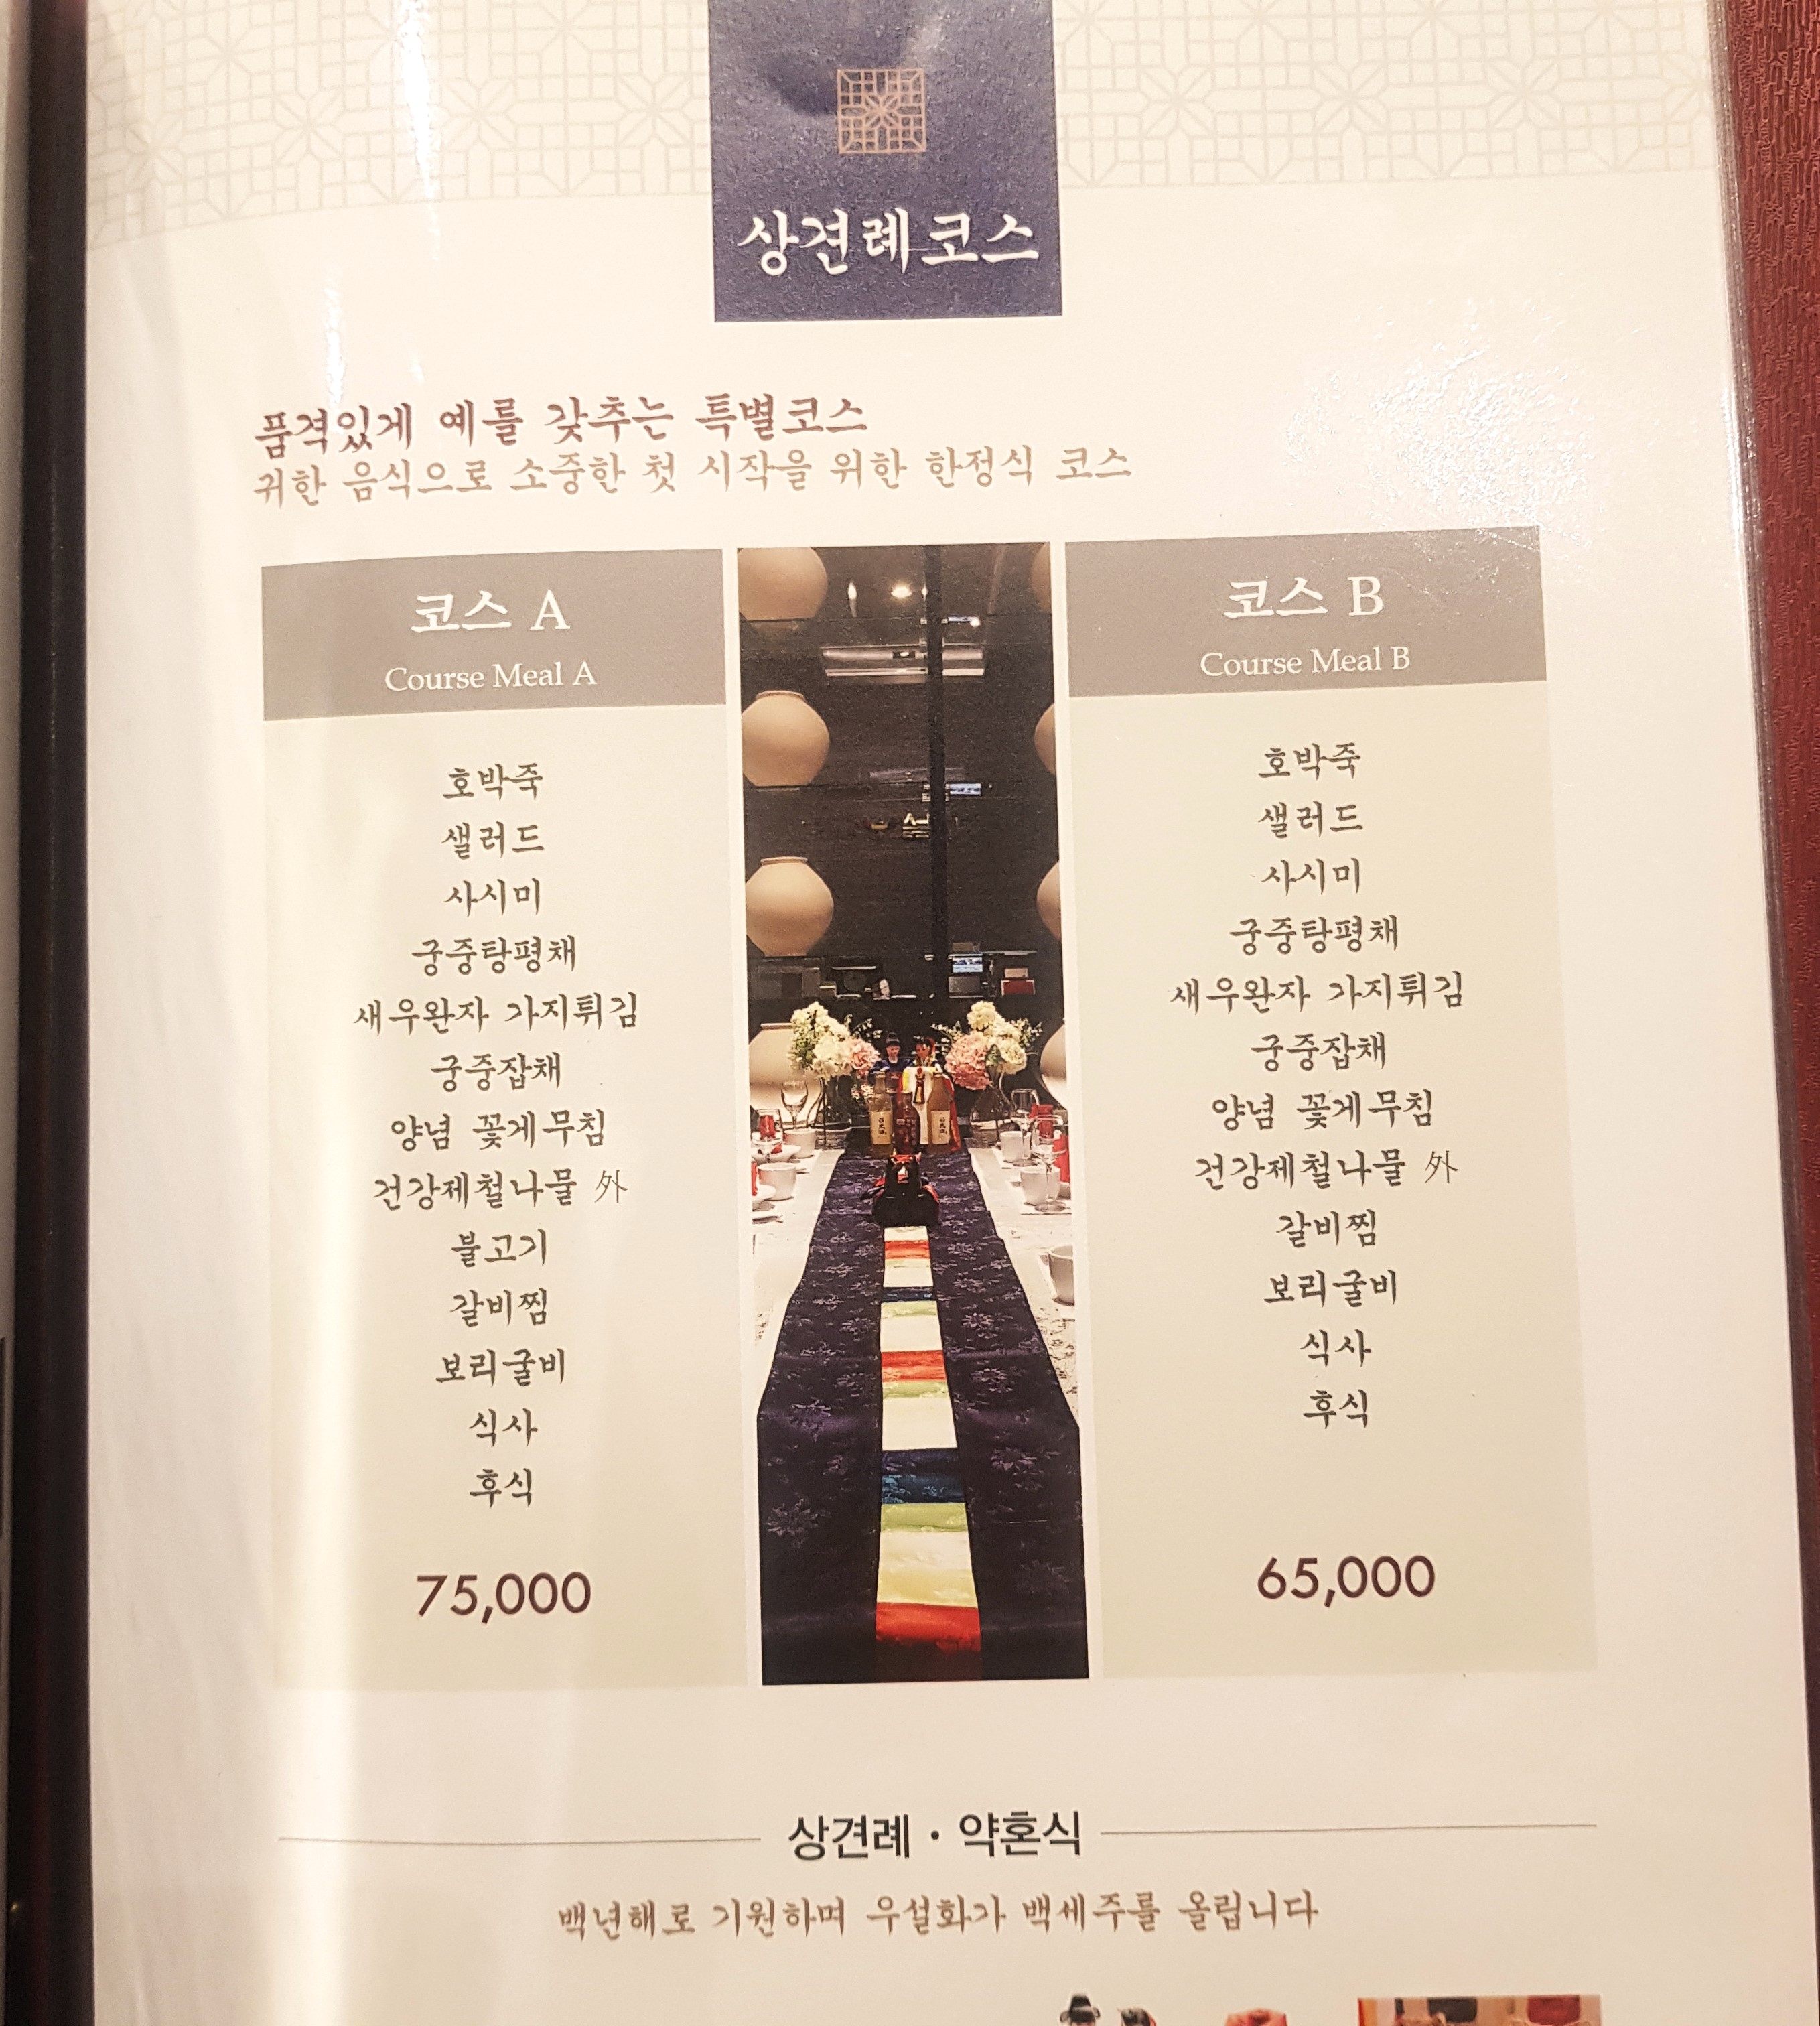 상견례코스
품격있게 예를 갖추는 특별코스
귀한 음식으로 소중한 첫 시작을 위한 한정식 코스
코스 A
Course Meal A
호박죽
샐러드
사시미
궁중탕평채
새우완자 가지튀김
궁중잡채
양념 꽃게무침
건강제철나물 外
불고기
갈비찜
보리굴비
식사
후식
75,000
코스 B
Course Meal B
호박죽
샐러드
사시미
궁중탕평채
새우완자 가지튀김
궁중잡채
양념 꽃게무침
건강제철나물 外
갈비찜
보리굴비
식사
후식
65,000
상견례 · 약혼식
백년해로 기원하며 우설화가 백세주를 올립니다